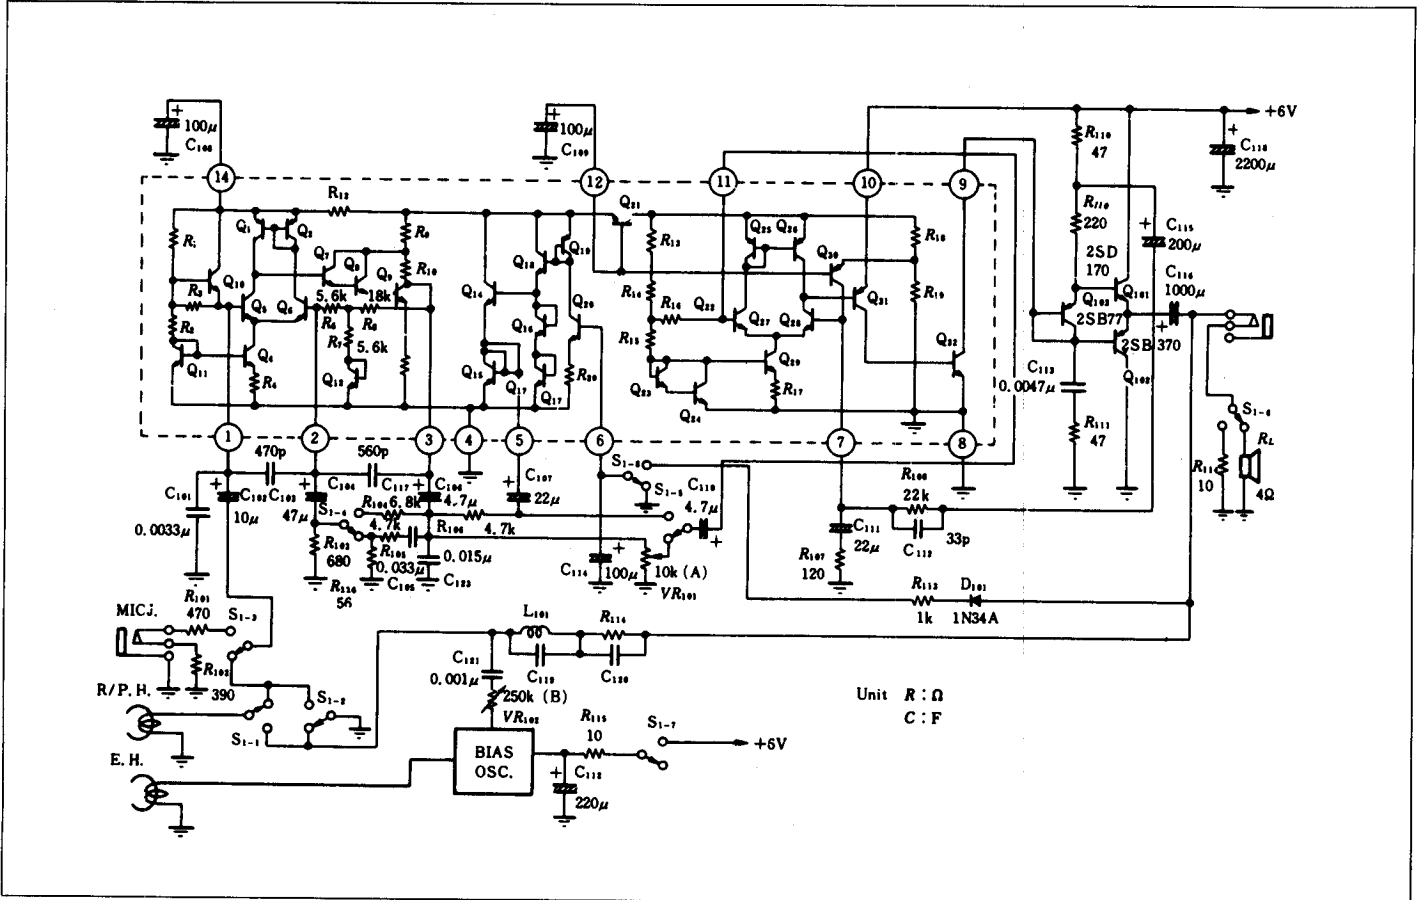 +6V
+
100μ
C₁₀₈
+
100μ
C₁₀₉
R₁₁₀
47
+
C₁₁₈
2200μ
14
12
11
10
9
R₁₂
Q₂₁
R₁₁₀
220
+
C₁₁₅
200μ
C₁₁₆
1000μ
2SD
170
Q₁₀₁
Q₁₀₃
2SB77
2SB 370
Q₁₀₂
+
Q₁
Q₂
Q₇
Q₈
Q₉
R₉
R₁₀
Q₁₈
Q₁₉
R₁₃
Q₂₅
Q₂₆
Q₃₀
R₁₈
R₁
Q₁₀
R₃
Q₅
Q₆
5.6k
18k
R₆
R₈
Q₁₄
Q₂₀
R₁₄
R₁₆
Q₂₂
Q₂₇
Q₂₈
Q₃₁
R₁₉
R₂
R₇
5.6k
Q₁₆
R₁₅
Q₃₂
Q₁₁
Q₄
R₄
Q₁₂
Q₁₅
Q₁₇
Q₁₇
R₂₀
Q₂₃
Q₂₄
Q₂₉
R₁₇
C₁₁₃
0.0047μ
R₁₁₁
47
S₁₋₆
R_L
R₁₁₆
10
4Ω
1
2
3
4
5
6
7
8
470p
560p
C₁₀₁
0.0033μ
+
C₁₀₂
10μ
C₁₀₃
+
C₁₀₄
47μ
C₁₁₇
+
C₁₀₆
4.7μ
+
C₁₀₇
22μ
S₁₋₈
S₁₋₅
C₁₁₀
4.7μ
+
R₁₀₈
22k
C₁₁₂
33p
S₁₋₄
R₁₀₄
6.8k
4.7k
R₁₀₆
4.7k
R₁₀₂
680
R₁₀₅
0.033μ
C₁₀₅
0.015μ
C₁₂₃
R₁₂₆
56
C₁₁₄
+
100μ
10k (A)
VR₁₀₁
+
C₁₁₁
22μ
R₁₀₇
120
R₁₁₂
1k
D₁₀₁
1N34A
MICJ.
R₁₀₁
470
S₁₋₃
R₁₀₃
390
R/P.H.
S₁₋₂
S₁₋₁
E.H.
L₁₀₁
R₁₁₄
C₁₁₉
C₁₂₀
C₁₂₁
0.001μ
250k (B)
VR₁₀₂
BIAS
OSC.
R₁₁₅
10
S₁₋₇
+6V
+
C₁₁₂
220μ
Unit R : Ω
C : F